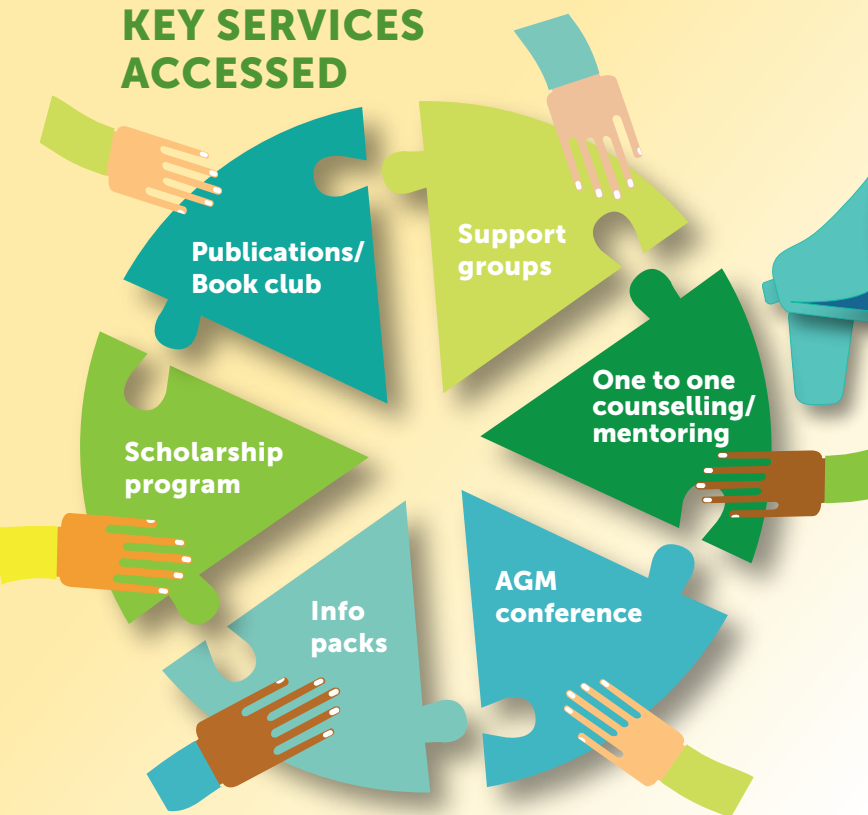 KEY SERVICES
ACCESSED
Publications/
Book club
Support
groups
One to one
counselling/
mentoring
Scholarship
program
Info
packs
AGM
conference